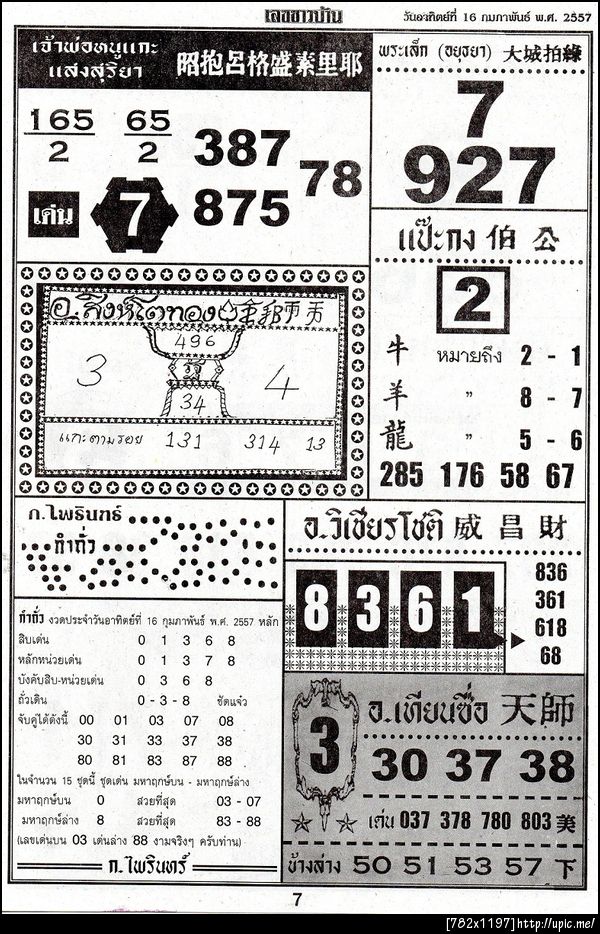 เลขชาวบ้าน
วันอาทิตย์ที่ 16 กุมภาพันธ์ พ.ศ. 2557
เจ้าพ่อหนูแกะ
แสงสุริยา
昭抱呂格盛素里耶
165
2
65
2
387
78
875
เด่น
7
พระเล็ก (อยุธยา) 大城拍綠
7
927
แป๊ะกง 伯公
2
牛 หมายถึง 2 - 1
羊 " 8 - 7
龍 " 5 - 6
285 176 58 67
อ.สิงห์โตทอง
496
3
4
34
แกะตามรอย 131 314 13
ก.ไพรินทร์
กำถั่ว
กำถั่ว งวดประจำวันอาทิตย์ที่ 16 กุมภาพันธ์ พ.ศ. 2557 หลัก
สิบเด่น 0 1 3 6 8
หลักหน่วยเด่น 0 1 3 7 8
บังคับสิบ-หน่วยเด่น 0 3 6 8
ถั่วเดิน 0 - 3 - 8 ชัดแจ๋ว
จับคู่ได้ดังนี้ 00 01 03 07 08
30 31 33 37 38
80 81 83 87 88
ในจำนวน 15 ชุดนี้ ชุดเด่น มหาฤกษ์บน - มหาฤกษ์ล่าง
มหาฤกษ์บน 0 สวยที่สุด 03 - 07
มหาฤกษ์ล่าง 8 สวยที่สุด 83 - 88
(เลขเด่นบน 03 เด่นล่าง 88 งามจริงๆ ครับท่าน)
ก.ไพรินทร์
อ.วิเชียรโชติ 威昌財
8 3 6 1
836
361
618
68
อ.เทียนซือ 天師
3
30 37 38
เด่น 037 378 780 803 美
ข้างล่าง 50 51 53 57 下
7
[782x1197]http://upic.me/